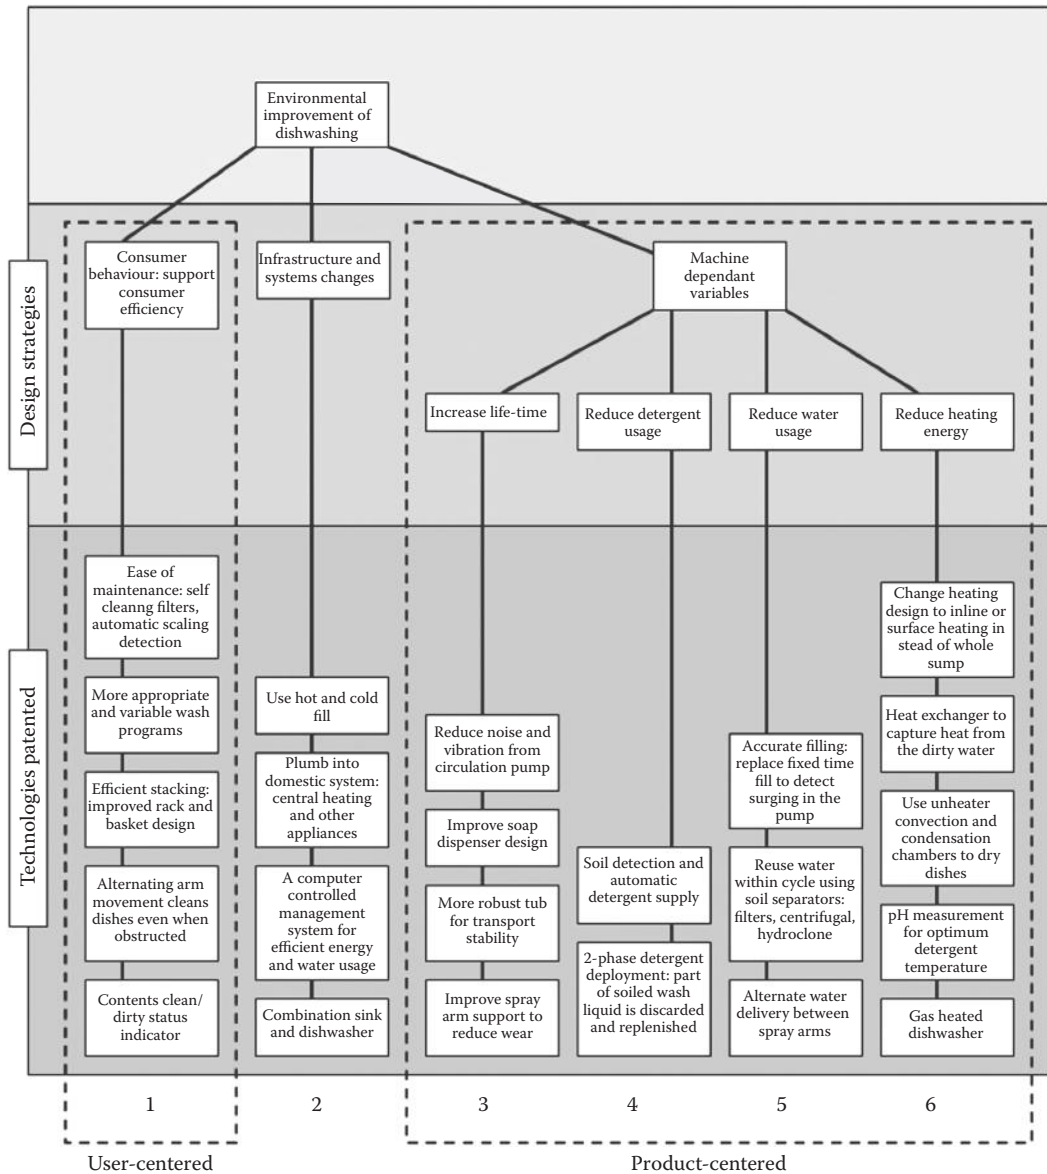 Environmental
improvement of
dishwashing
Design strategies
Consumer
behaviour: support
consumer
efficiency
Infrastructure and
systems changes
Machine
dependant
variables
Increase life-time
Reduce detergent
usage
Reduce water
usage
Reduce heating
energy
Technologies patented
Ease of
maintenance: self
cleanng filters,
automatic scaling
detection
More appropriate
and variable wash
programs
Efficient stacking:
improved rack and
basket design
Alternating arm
movement cleans
dishes even when
obstructed
Contents clean/
dirty status
indicator
Use hot and cold
fill
Plumb into
domestic system:
central heating
and other
appliances
A computer
controlled
management
system for
efficient energy
and water usage
Combination sink
and dishwasher
Reduce noise and
vibration from
circulation pump
Improve soap
dispenser design
More robust tub
for transport
stability
Improve spray
arm support to
reduce wear
Soil detection and
automatic
detergent supply
2-phase detergent
deployment: part
of soiled wash
liquid is discarded
and replenished
Accurate filling:
replace fixed time
fill to detect
surging in the
pump
Reuse water
within cycle using
soil separators:
filters, centrifugal,
hydroclone
Alternate water
delivery between
spray arms
Change heating
design to inline or
surface heating in
stead of whole
sump
Heat exchanger to
capture heat from
the dirty water
Use unheater
convection and
condensation
chambers to dry
dishes
pH measurement
for optimum
detergent
temperature
Gas heated
dishwasher
1
2
3
4
5
6
User-centered
Product-centered